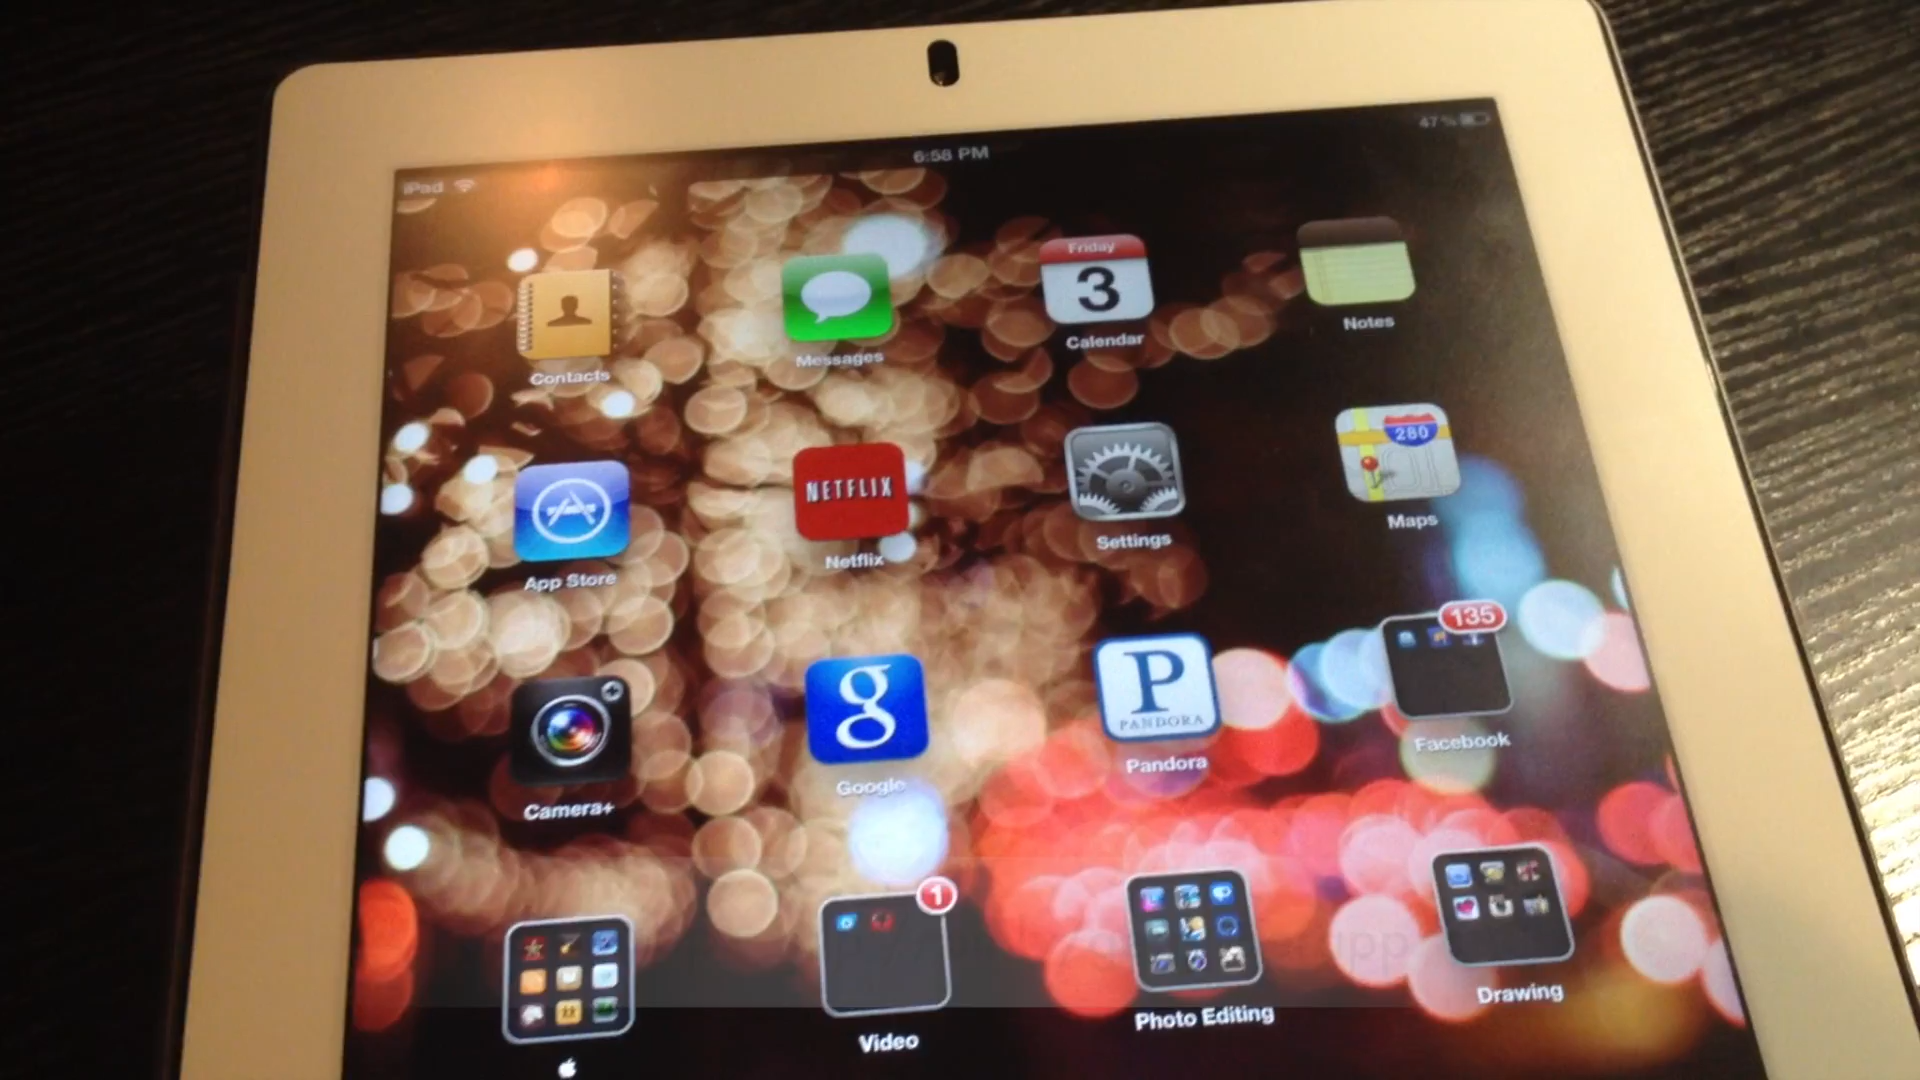 47%
6:58 PM
iPad
Friday
3
Contacts
Messages
Calendar
Notes
280
NETFLIX
App Store
Netflix
Settings
Maps
135
g
P
PANDORA
Camera+
Google
Pandora
Facebook
1
Video
Photo Editing
Drawing